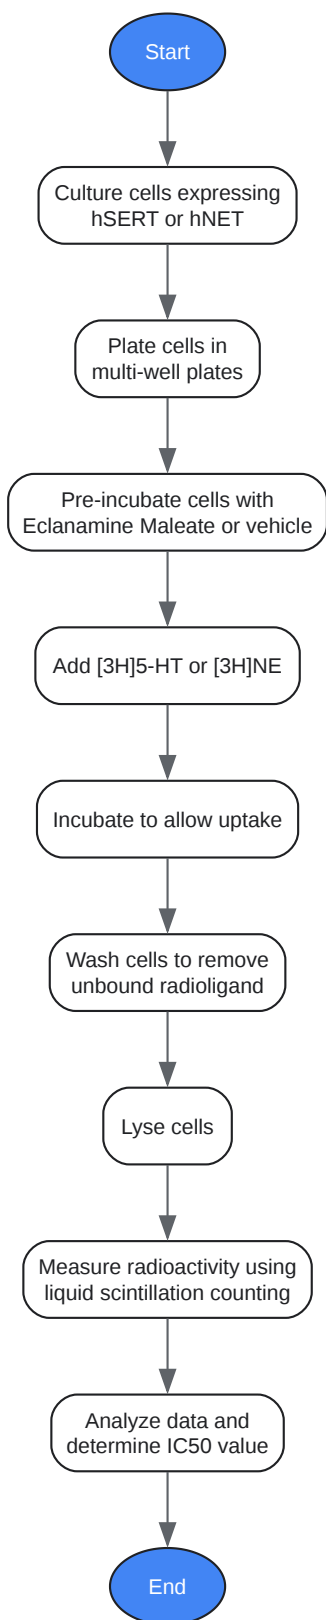 Start
Culture cells expressing
hSERT or hNET
Plate cells in
multi-well plates
Pre-incubate cells with
Eclanamine Maleate or vehicle
Add [3H]5-HT or [3H]NE
Incubate to allow uptake
Wash cells to remove
unbound radioligand
Lyse cells
Measure radioactivity using
liquid scintillation counting
Analyze data and
determine IC50 value
End